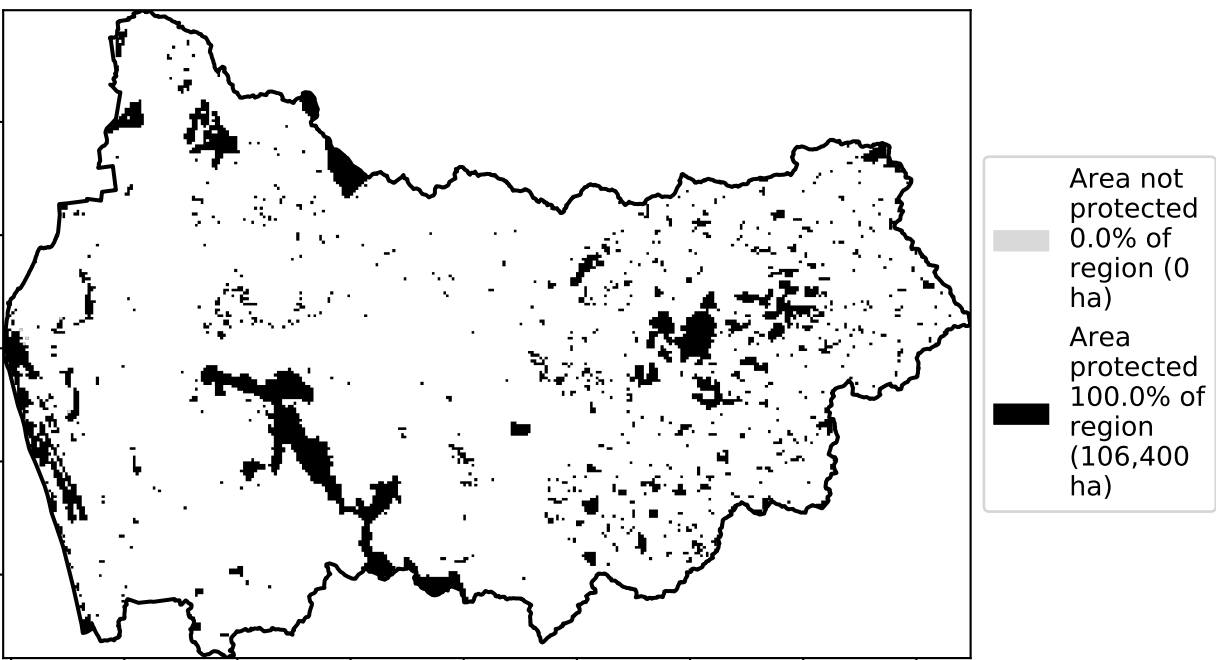 Area not
protected
0.0% of
region (0
ha)
Area
protected
100.0% of
region
(106,400
ha)